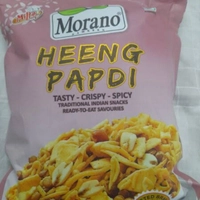 Morano
HEENG
PAPDI
TASTY - CRISPY - SPICY
TRADITIONAL INDIAN SNACKS
READY-TO-EAT SAVOURIES